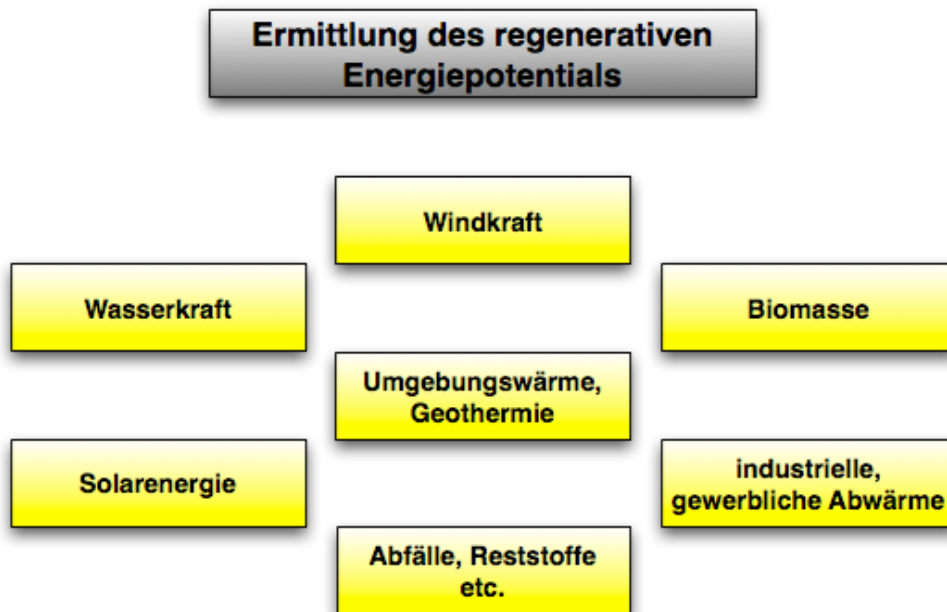 Ermittlung des regenerativen
Energiepotentials
Windkraft
Wasserkraft
Biomasse
Umgebungswärme,
Geothermie
Solarenergie
industrielle,
gewerbliche Abwärme
Abfälle, Reststoffe
etc.